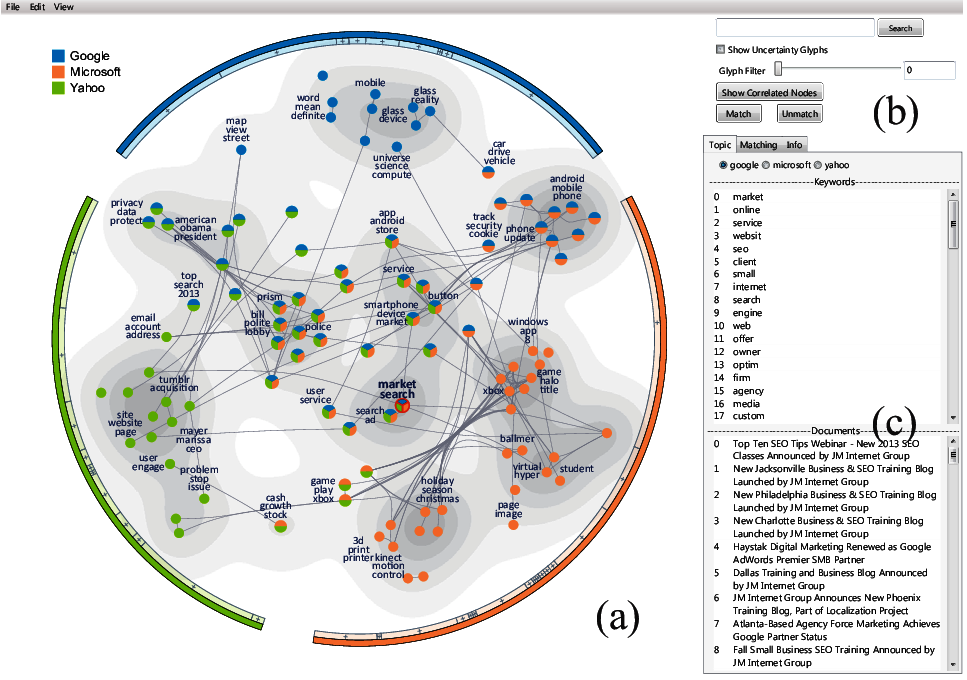 File Edit View
Google
Microsoft
Yahoo
mobile
word
mean
definite
glass
reality
glass
device
map
view
street
universe
science
compute
car
drive
vehicle
android
mobile
phone
privacy
data
protect
american
obama
president
app
android
store
track
security
cookie
phone
update
top
search
2013
service
prism
button
smartphone
device
market
bill
polite
lobby
police
email
account
address
windows
app
8
tumblr
acquisition
user
service
market
search
search
ad
xbox
game
halo
title
site
website
page
mayer
marissa
ceo
user
engage
problem
stop
issue
ballmer
virtual
hyper
student
game
play
xbox
holiday
season
christmas
cash
growth
stock
page
image
3d
print
printer
kinect
motion
control
(a)
Search
Show Uncertainty Glyphs
Glyph Filter 0
Show Correlated Nodes
Match Unmatch
(b)
Topic Matching Info
google microsoft yahoo
Keywords
0 market
1 online
2 service
3 websit
4 seo
5 client
6 small
7 internet
8 search
9 engine
10 web
11 offer
12 owner
13 optim
14 firm
15 agency
16 media
17 custom
(c)
Documents
0 Top Ten SEO Tips Webinar - New 2013 SEO
Classes Announced by JM Internet Group
1 New Jacksonville Business & SEO Training Blog
Launched by JM Internet Group
2 New Philadelphia Business & SEO Training Blog
Launched by JM Internet Group
3 New Charlotte Business & SEO Training Blog
Launched by JM Internet Group
4 Haystak Digital Marketing Renewed as Google
AdWords Premier SMB Partner
5 Dallas Training and Business Blog Announced
by JM Internet Group
6 JM Internet Group Announces New Phoenix
Training Blog, Part of Localization Project
7 Atlanta-Based Agency Force Marketing Achieves
Google Partner Status
8 Fall Small Business SEO Training Announced by
JM Internet Group